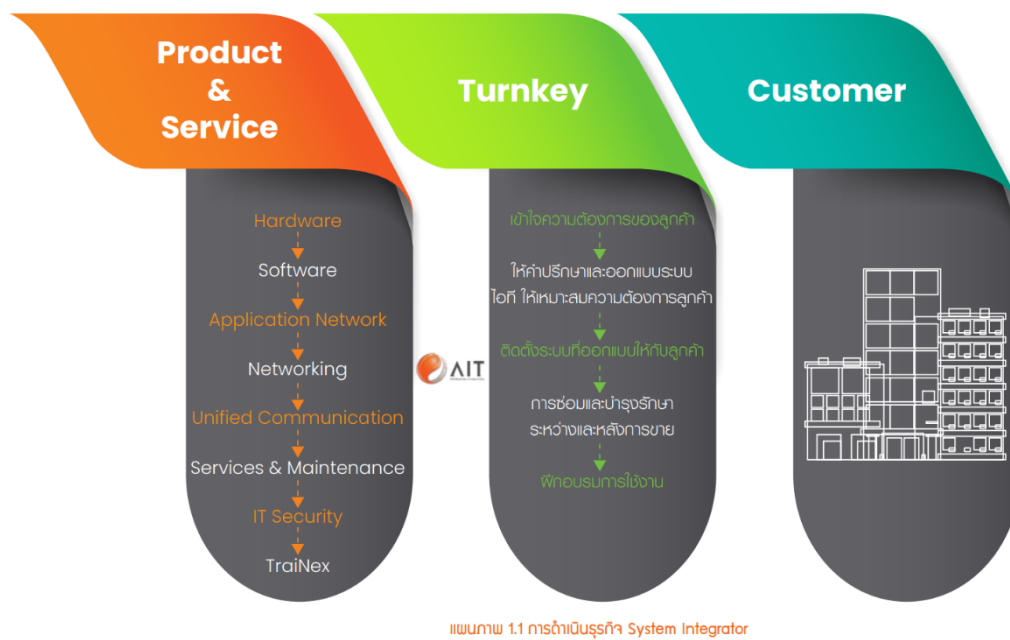 Product
&
Service
Hardware
Software
Application Network
Networking
Unified Communication
Services & Maintenance
IT Security
TraiNex
AIT
Turnkey
เข้าใจความต้องการของลูกค้า
ให้คำปรึกษาและออกแบบระบบ
ไอที ให้เหมาะสมความต้องการลูกค้า
ติดตั้งระบบที่ออกแบบให้กับลูกค้า
การซ่อมและบำรุงรักษา
ระหว่างและหลังการขาย
ฝึกอบรมการใช้งาน
Customer
แผนภาพ 1.1 การดำเนินธุรกิจ System Integrator